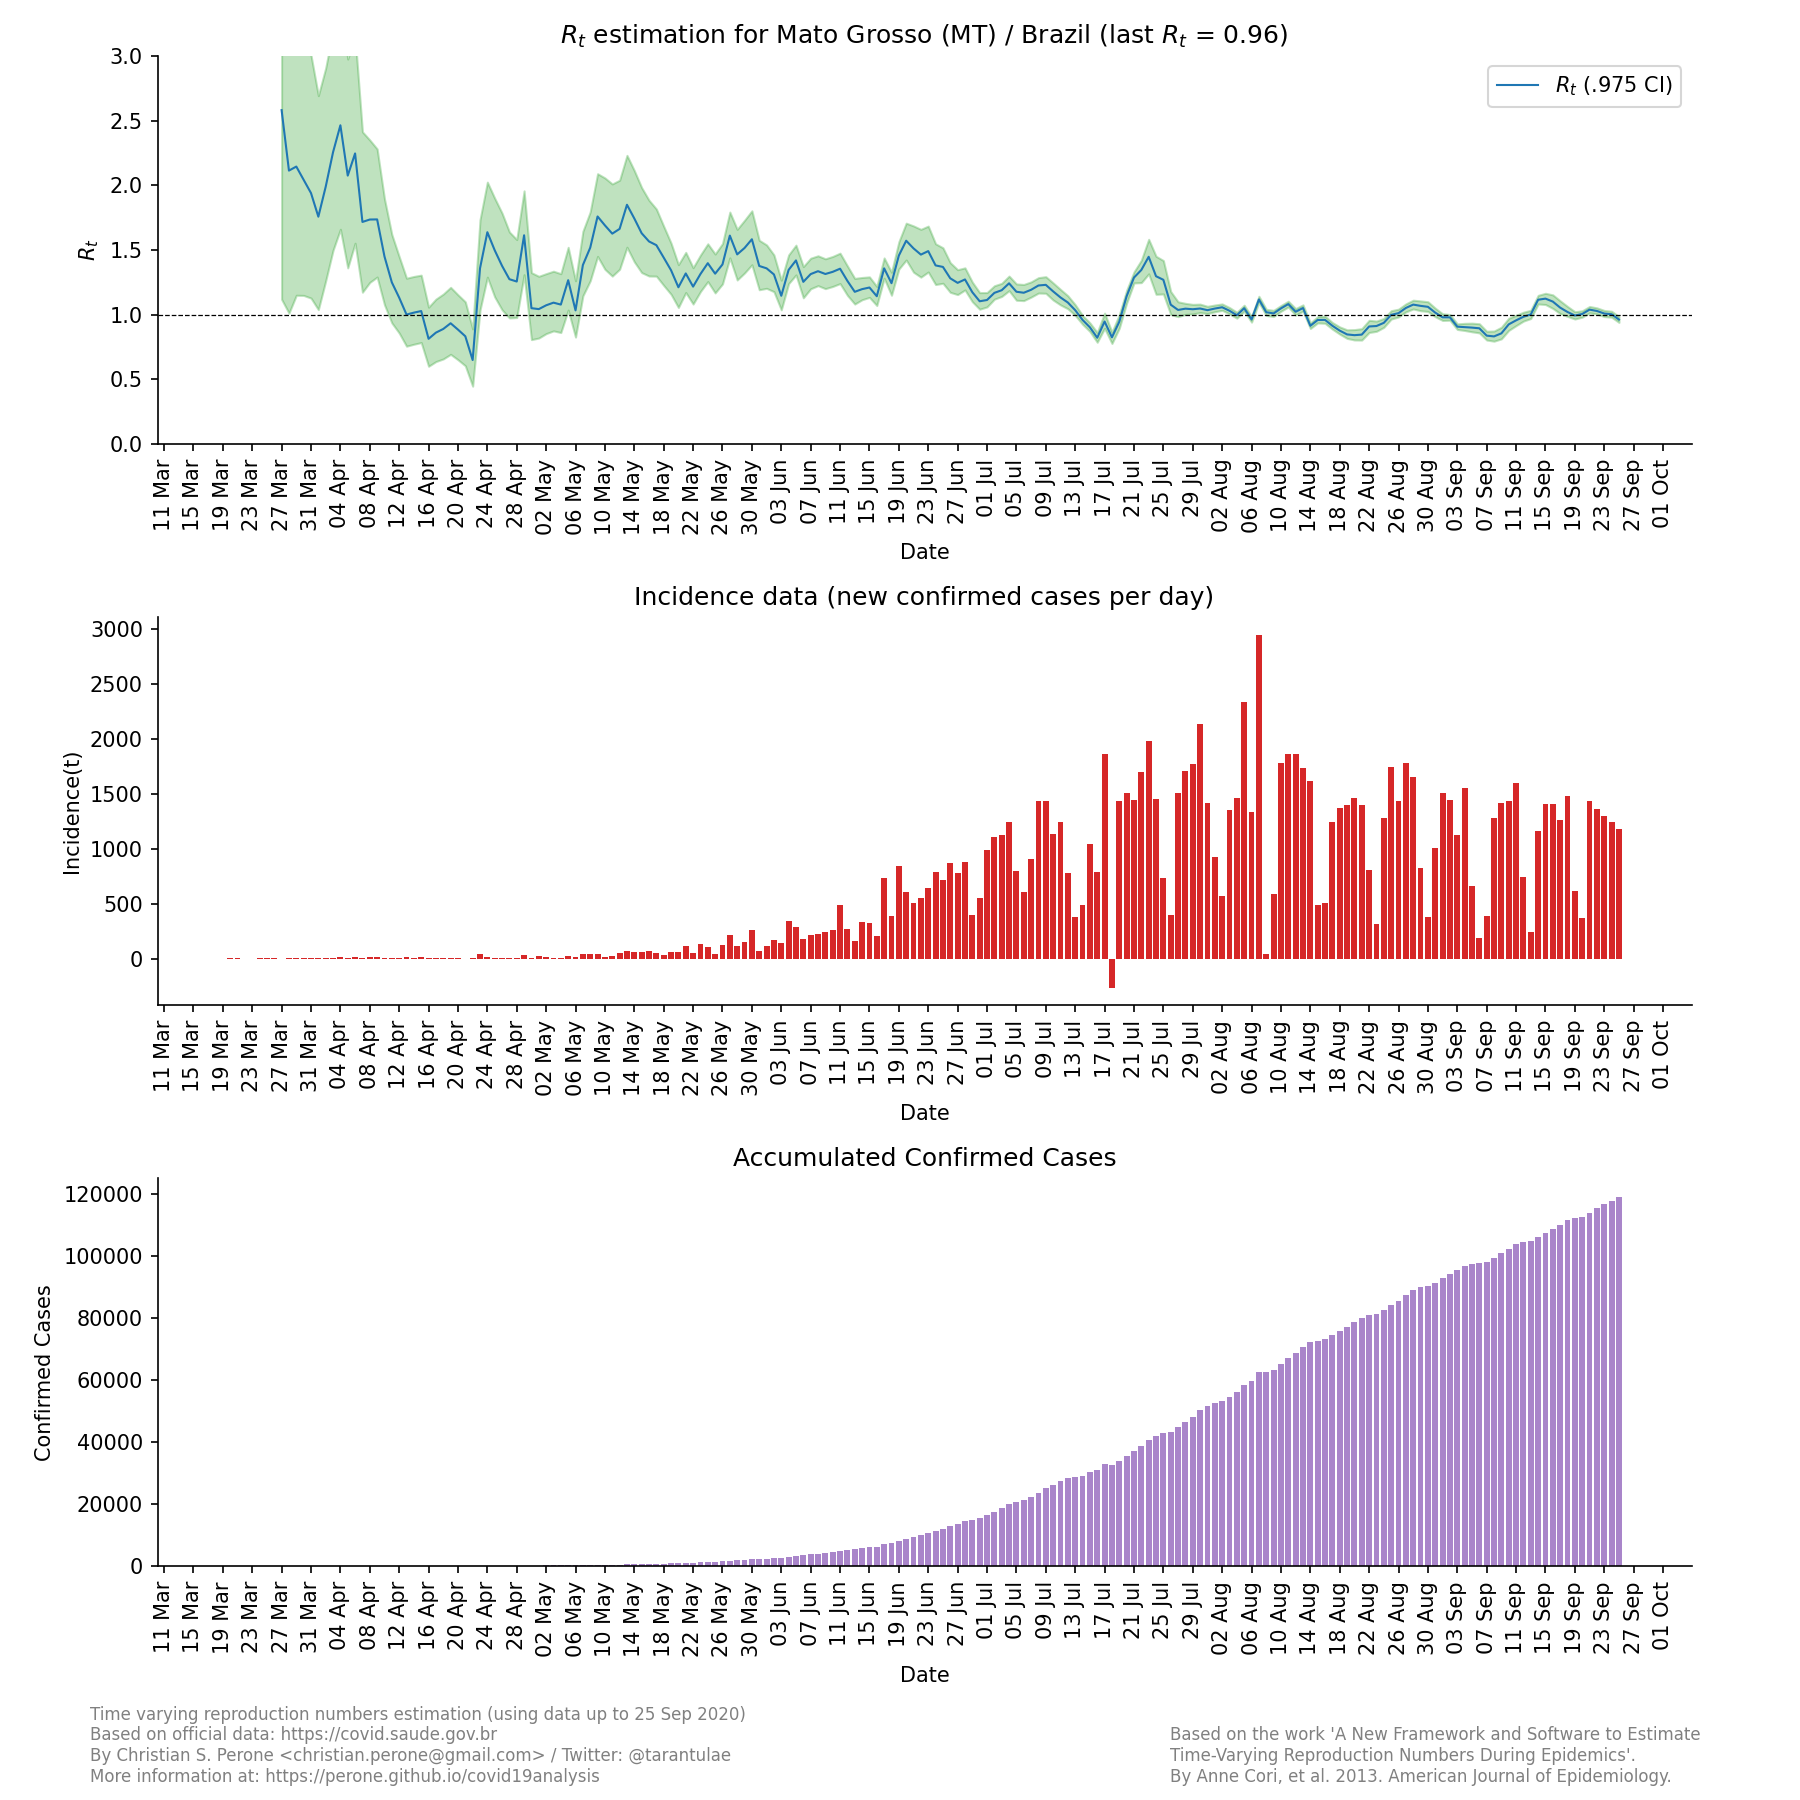 R_t estimation for Mato Grosso (MT) / Brazil (last R_t = 0.96)
3.0
2.5
2.0
1.5
1.0
0.5
0.0
R_t
R_t (.975 CI)
11 Mar 15 Mar 19 Mar 23 Mar 27 Mar 31 Mar 04 Apr 08 Apr 12 Apr 16 Apr 20 Apr 24 Apr 28 Apr 02 May 06 May 10 May 14 May 18 May 22 May 26 May 30 May 03 Jun 07 Jun 11 Jun 15 Jun 19 Jun 23 Jun 27 Jun 01 Jul 05 Jul 09 Jul 13 Jul 17 Jul 21 Jul 25 Jul 29 Jul 02 Aug 06 Aug 10 Aug 14 Aug 18 Aug 22 Aug 26 Aug 30 Aug 03 Sep 07 Sep 11 Sep 15 Sep 19 Sep 23 Sep 27 Sep 01 Oct
Date
Incidence data (new confirmed cases per day)
3000
2500
2000
1500
1000
500
0
Incidence(t)
11 Mar 15 Mar 19 Mar 23 Mar 27 Mar 31 Mar 04 Apr 08 Apr 12 Apr 16 Apr 20 Apr 24 Apr 28 Apr 02 May 06 May 10 May 14 May 18 May 22 May 26 May 30 May 03 Jun 07 Jun 11 Jun 15 Jun 19 Jun 23 Jun 27 Jun 01 Jul 05 Jul 09 Jul 13 Jul 17 Jul 21 Jul 25 Jul 29 Jul 02 Aug 06 Aug 10 Aug 14 Aug 18 Aug 22 Aug 26 Aug 30 Aug 03 Sep 07 Sep 11 Sep 15 Sep 19 Sep 23 Sep 27 Sep 01 Oct
Date
Accumulated Confirmed Cases
120000
100000
80000
60000
40000
20000
0
Confirmed Cases
11 Mar 15 Mar 19 Mar 23 Mar 27 Mar 31 Mar 04 Apr 08 Apr 12 Apr 16 Apr 20 Apr 24 Apr 28 Apr 02 May 06 May 10 May 14 May 18 May 22 May 26 May 30 May 03 Jun 07 Jun 11 Jun 15 Jun 19 Jun 23 Jun 27 Jun 01 Jul 05 Jul 09 Jul 13 Jul 17 Jul 21 Jul 25 Jul 29 Jul 02 Aug 06 Aug 10 Aug 14 Aug 18 Aug 22 Aug 26 Aug 30 Aug 03 Sep 07 Sep 11 Sep 15 Sep 19 Sep 23 Sep 27 Sep 01 Oct
Date
Time varying reproduction numbers estimation (using data up to 25 Sep 2020)
Based on official data: https://covid.saude.gov.br
By Christian S. Perone <christian.perone@gmail.com> / Twitter: @tarantulae
More information at: https://perone.github.io/covid19analysis
Based on the work 'A New Framework and Software to Estimate
Time-Varying Reproduction Numbers During Epidemics'.
By Anne Cori, et al. 2013. American Journal of Epidemiology.